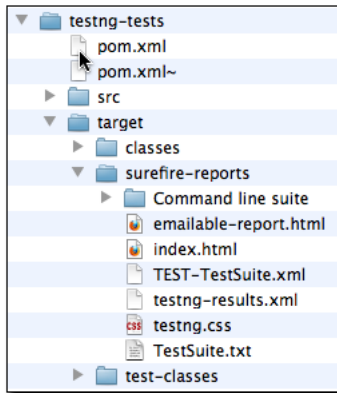 testng-tests
pom.xml
pom.xml~
src
target
classes
surefire-reports
Command line suite
emailable-report.html
index.html
TEST-TestSuite.xml
testng-results.xml
css testng.css
TestSuite.txt
test-classes